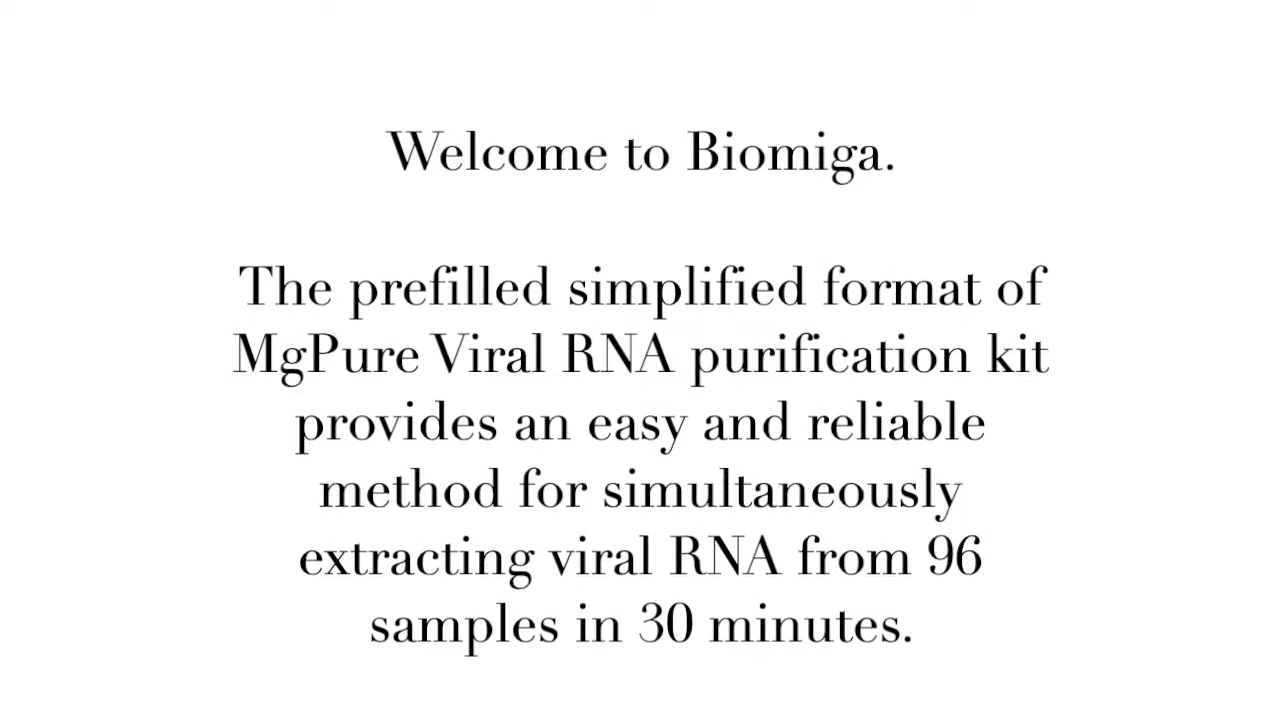 Welcome to Biomiga.
The prefilled simplified format of
MgPure Viral RNA purification kit
provides an easy and reliable
method for simultaneously
extracting viral RNA from 96
samples in 30 minutes.